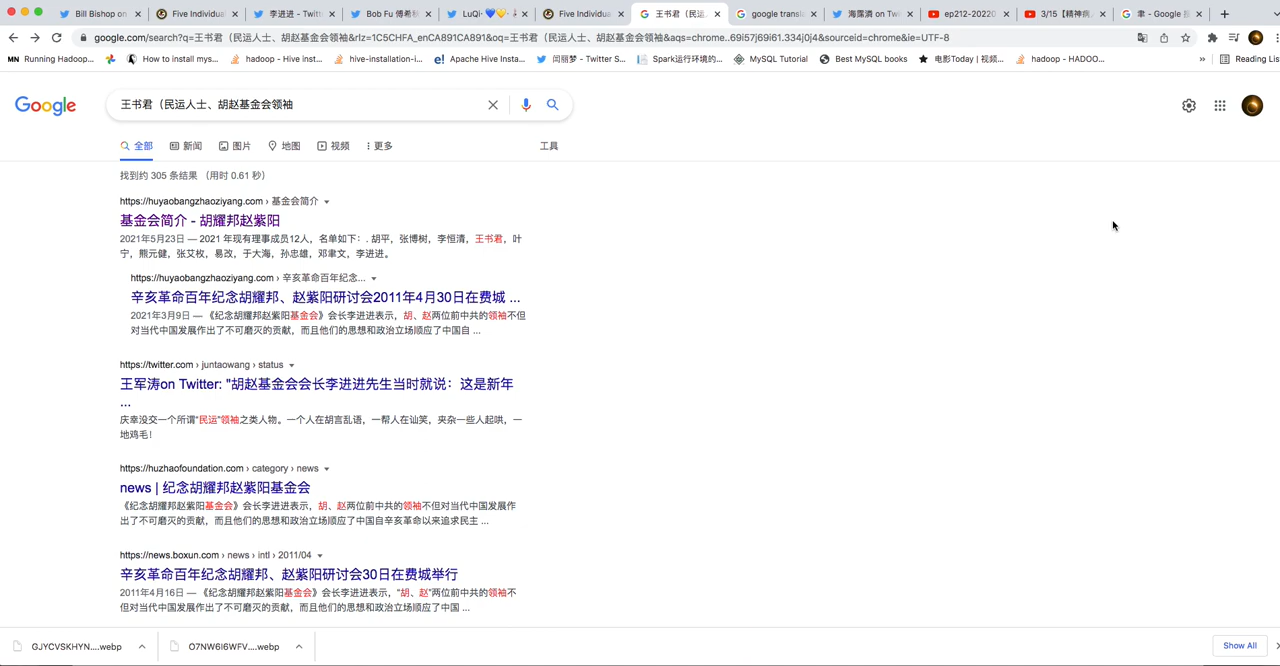 Bill Bishop on
Five Individual
李进进 - Twitt
Bob Fu 傅希秋
LuQi
Five Individua
王书君（民运
google transl
海露消 on Tw
ep212-20220
3/15【精神病
聿 - Google
google.com/search?q=王书君（民运人士、胡赵基金会领袖&rlz=1C5CHFA_enCA891CA891&oq=王书君（民运人士、胡赵基金会领袖&aqs=chrome..69i57j69i61.334j0j4&sourceid=chrome&ie=UTF-8
MN Running Hadoop...
How to install mys...
hadoop - Hive inst...
hive-installation-i...
e! Apache Hive Insta...
闫丽梦 - Twitter S...
Spark运行环境的...
MySQL Tutorial
Best MySQL books
电影Today | 视频...
hadoop - HADOO...
»
Reading Lis
Google
王书君（民运人士、胡赵基金会领袖
全部 新闻 图片 地图 视频 更多 工具
找到约 305 条结果 （用时 0.61 秒）
https://huyaobangzhaoziyang.com › 基金会简介
基金会简介 - 胡耀邦赵紫阳
2021年5月23日 — 2021 年现有理事成员12人，名单如下：. 胡平，张博树，李恒清，王书君，叶
宁，熊元健，张艾枚，易改，于大海，孙忠雄，邓聿文，李进进。
https://huyaobangzhaoziyang.com › 辛亥革命百年纪念...
辛亥革命百年纪念胡耀邦、赵紫阳研讨会2011年4月30日在费城 ...
2021年3月9日 — 《纪念胡耀邦赵紫阳基金会》会长李进进表示，胡、赵两位前中共的领袖不但
对当代中国发展作出了不可磨灭的贡献，而且他们的思想和政治立场顺应了中国自 ...
https://twitter.com › juntaowang › status
王军涛on Twitter: "胡赵基金会会长李进进先生当时就说：这是新年
...
庆幸没交一个所谓“民运”领袖之类人物。一个人在胡言乱语，一帮人在讪笑，夹杂一些人起哄，一
地鸡毛！
https://huzhaofoundation.com › category › news
news | 纪念胡耀邦赵紫阳基金会
《纪念胡耀邦赵紫阳基金会》会长李进进表示，胡、赵两位前中共的领袖不但对当代中国发展作
出了不可磨灭的贡献，而且他们的思想和政治立场顺应了中国自辛亥革命以来追求民主 ...
https://news.boxun.com › news › intl › 2011/04
辛亥革命百年纪念胡耀邦、赵紫阳研讨会30日在费城举行
2011年4月16日 — 《纪念胡耀邦赵紫阳基金会》会长李进进表示，"胡、赵"两位前中共的领袖不
但对当代中国发展作出了不可磨灭的贡献，而且他们的思想和政治立场顺应了中国 ...
GJYCVSKHYN....webp
O7NW6I6WFV....webp
Show All